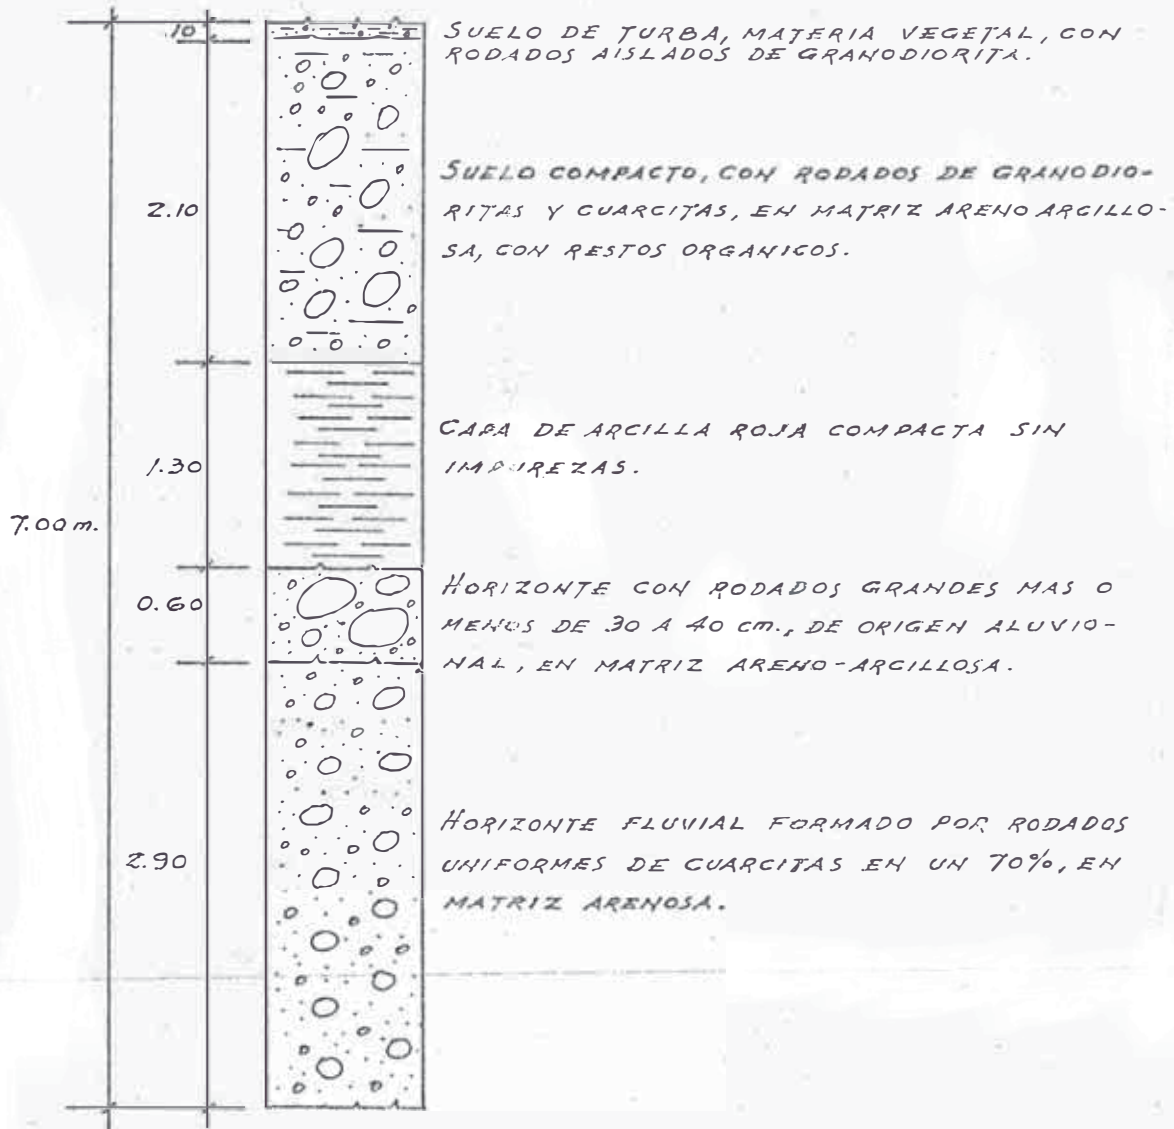 .10
SUELO DE TURBA, MATERIA VEGETAL, CON
RODADOS AISLADOS DE GRANODIORITA.
2.10
SUELO COMPACTO, CON RODADOS DE GRANODIO-
RITAS Y CUARCITAS, EN MATRIZ ARENO ARCILLO-
SA, CON RESTOS ORGANICOS.
1.30
CAPA DE ARCILLA ROJA COMPACTA SIN
IMPUREZAS.
7.00 m.
0.60
HORIZONTE CON RODADOS GRANDES MAS O
MENOS DE 30 A 40 cm., DE ORIGEN ALUVIO-
NAL, EN MATRIZ ARENO-ARCILLOSA.
2.90
HORIZONTE FLUVIAL FORMADO POR RODADOS
UNIFORMES DE CUARCITAS EN UN 70%, EN
MATRIZ ARENOSA.